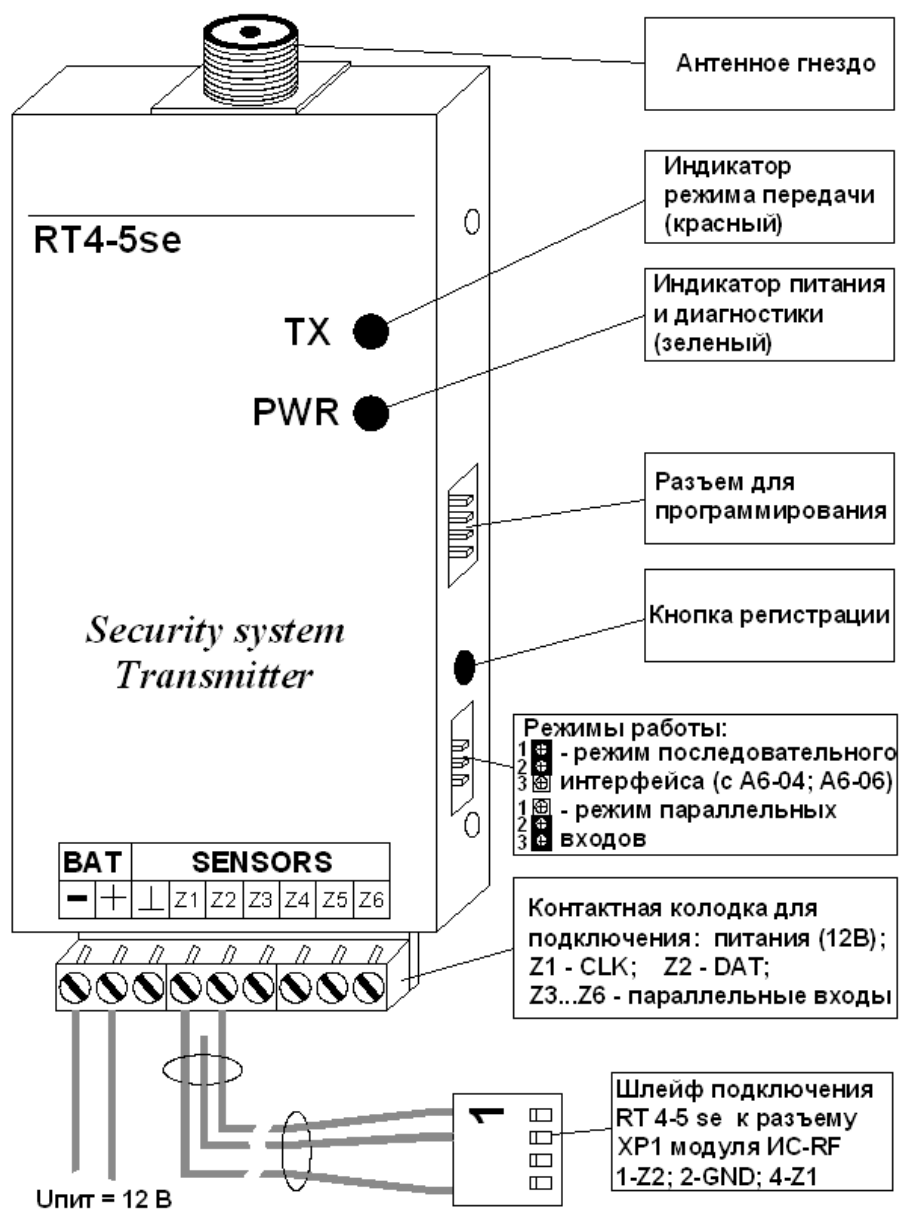 Антенное гнездо
Индикатор
режима передачи
(красный)
RT4-5se
Индикатор питания
и диагностики
(зеленый)
TX
PWR
Разъем для
программирования
Кнопка регистрации
Security system
Transmitter
Режимы работы:
1 - режим последовательного
2
3 интерфейса (с А6-04; А6-06)
1 - режим параллельных
2
3 входов
BAT SENSORS
− + ⊥ Z1 Z2 Z3 Z4 Z5 Z6
Контактная колодка для
подключения: питания (12В);
Z1 - CLK; Z2 - DAT;
Z3...Z6 - параллельные входы
1
Шлейф подключения
RT 4-5 se к разъему
XP1 модуля ИС-RF
1-Z2; 2-GND; 4-Z1
Uпит = 12 В